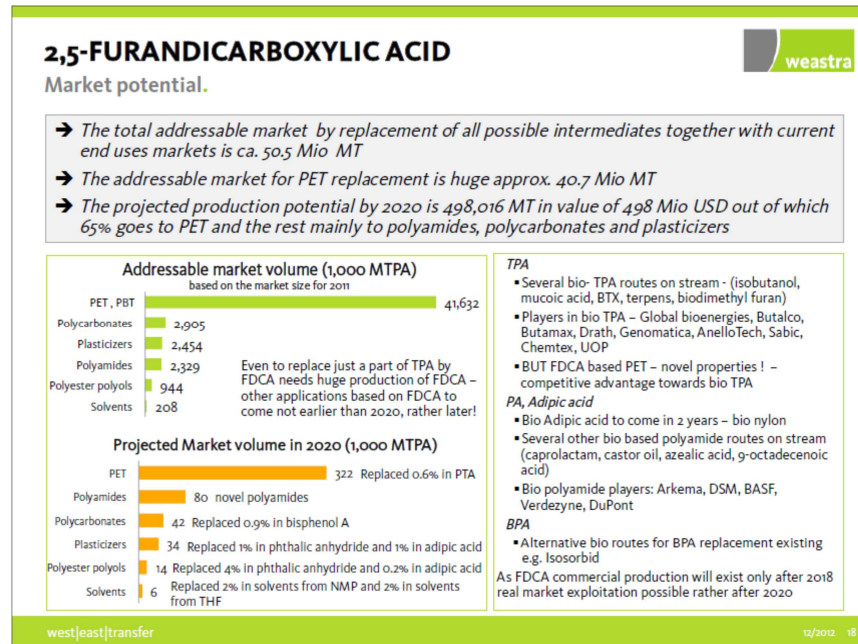 2,5-FURANDICARBOXYLIC ACID
Market potential.
weastra
➔ The total addressable market by replacement of all possible intermediates together with current
end uses markets is ca. 50.5 Mio MT
➔ The addressable market for PET replacement is huge approx. 40.7 Mio MT
➔ The projected production potential by 2020 is 498,016 MT in value of 498 Mio USD out of which
65% goes to PET and the rest mainly to polyamides, polycarbonates and plasticizers
Addressable market volume (1,000 MTPA)
based on the market size for 2011
PET , PBT 41,632
Polycarbonates 2,905
Plasticizers 2,454
Polyamides 2,329
Polyester polyols 944
Solvents 208
Even to replace just a part of TPA by
FDCA needs huge production of FDCA –
other applications based on FDCA to
come not earlier than 2020, rather later!
Projected Market volume in 2020 (1,000 MTPA)
PET 322 Replaced 0.6% in PTA
Polyamides 80 novel polyamides
Polycarbonates 42 Replaced 0.9% in bisphenol A
Plasticizers 34 Replaced 1% in phthalic anhydride and 1% in adipic acid
Polyester polyols 14 Replaced 4% in phthalic anhydride and 0.2% in adipic acid
Solvents 6 Replaced 2% in solvents from NMP and 2% in solvents
from THF
TPA
▪ Several bio- TPA routes on stream - (isobutanol,
mucoic acid, BTX, terpens, biodimethyl furan)
▪ Players in bio TPA – Global bioenergies, Butalco,
Butamax, Drath, Genomatica, AnelloTech, Sabic,
Chemtex, UOP
▪ BUT FDCA based PET – novel properties ! –
competitive advantage towards bio TPA
PA, Adipic acid
▪ Bio Adipic acid to come in 2 years – bio nylon
▪ Several other bio based polyamide routes on stream
(caprolactam, castor oil, azealic acid, 9-octadecenoic
acid)
▪ Bio polyamide players: Arkema, DSM, BASF,
Verdezyne, DuPont
BPA
▪ Alternative bio routes for BPA replacement existing
e.g. Isosorbid
As FDCA commercial production will exist only after 2018
real market exploitation possible rather after 2020
west|east|transfer
12/2012 18